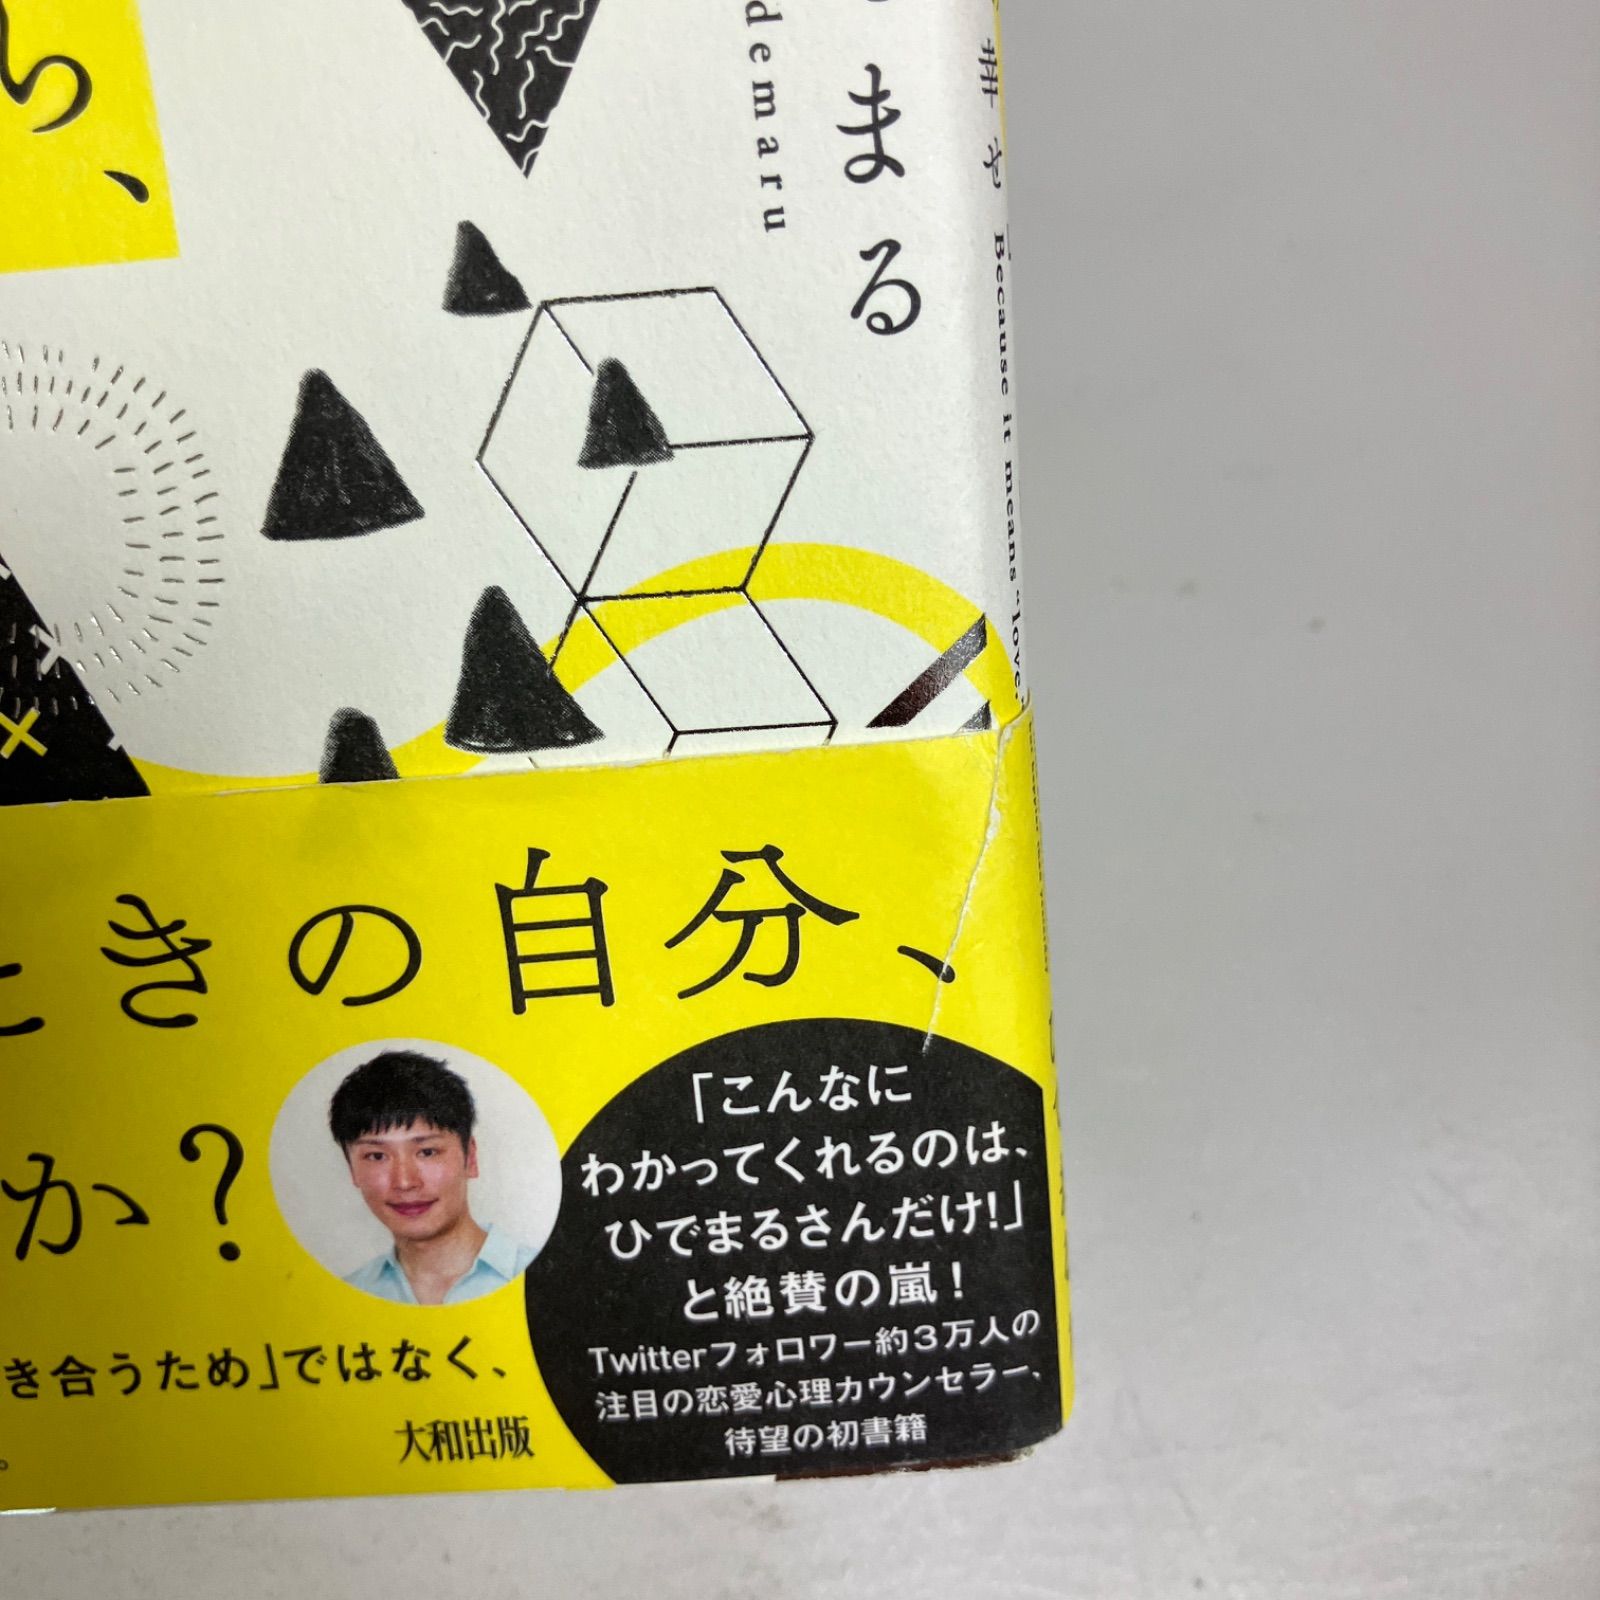 ら、
まる
demaru
井 や
Because it means “love.”
ときの自分、
か?
「こんなに
わかってくれるのは、
ひでまるさんだけ!」
と絶賛の嵐!
Twitterフォロワー約3万人の
注目の恋愛心理カウンセラー、
待望の初書籍
き合うため」ではなく、
大和出版
。